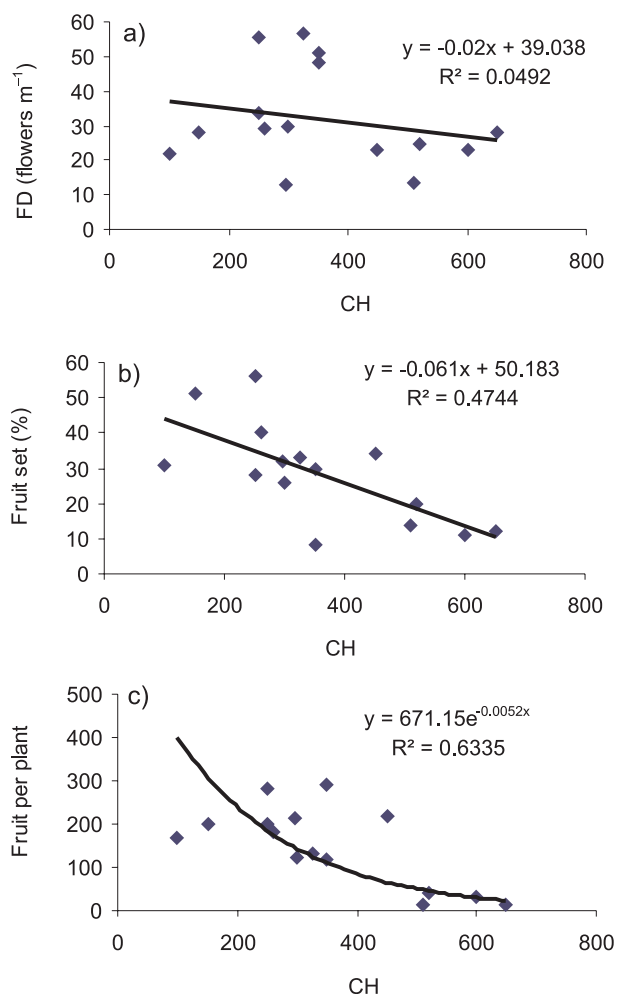 a)
y = -0.02x + 39.038
R² = 0.0492
FD (flowers m⁻¹)
60
50
40
30
20
10
0
0 200 400 600 800
CH
b)
y = -0.061x + 50.183
R² = 0.4744
Fruit set (%)
60
50
40
30
20
10
0
0 200 400 600 800
CH
c)
y = 671.15e^-0.0052x
R² = 0.6335
Fruit per plant
500
400
300
200
100
0
0 200 400 600 800
CH